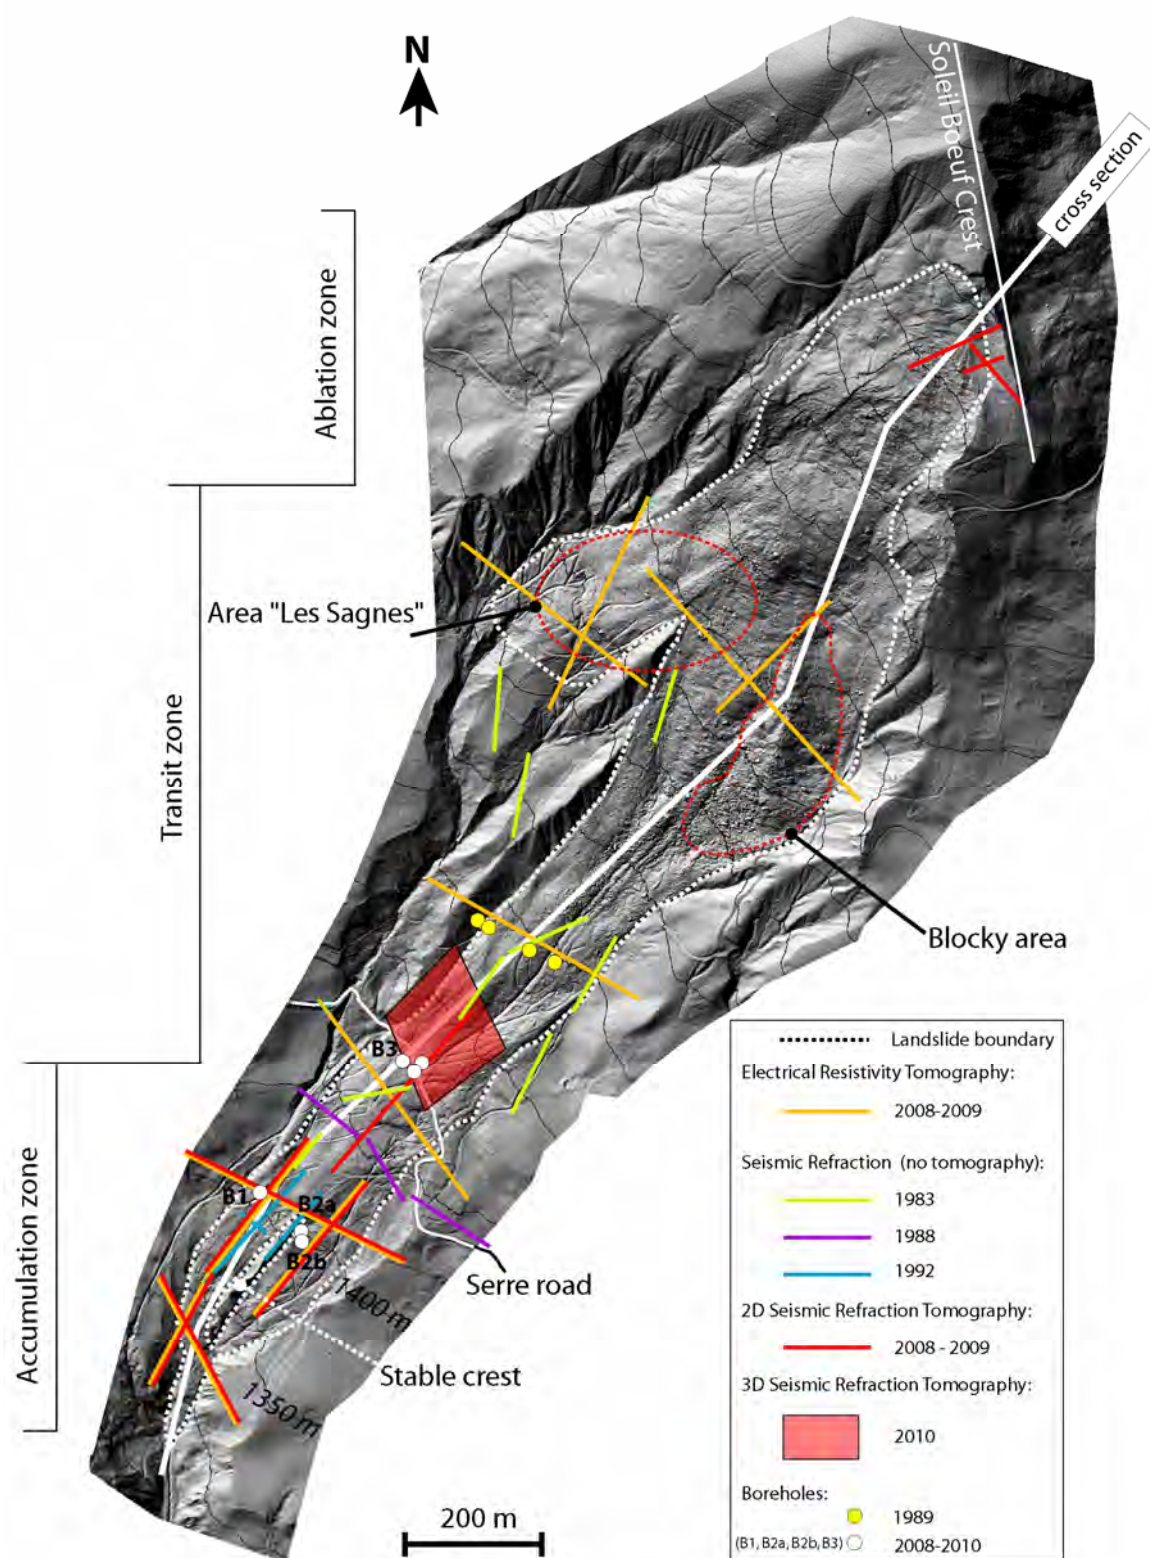 N
Soleil Boeuf Crest
cross section
Ablation zone
Area "Les Sagnes"
Transit zone
Blocky area
B3
B1
B2a
B2b
Serre road
1400 m
Stable crest
1350 m
Accumulation zone
200 m
Landslide boundary
Electrical Resistivity Tomography:
2008-2009
Seismic Refraction (no tomography):
1983
1988
1992
2D Seismic Refraction Tomography:
2008 - 2009
3D Seismic Refraction Tomography:
2010
Boreholes:
1989
(B1, B2a, B2b, B3) 2008-2010